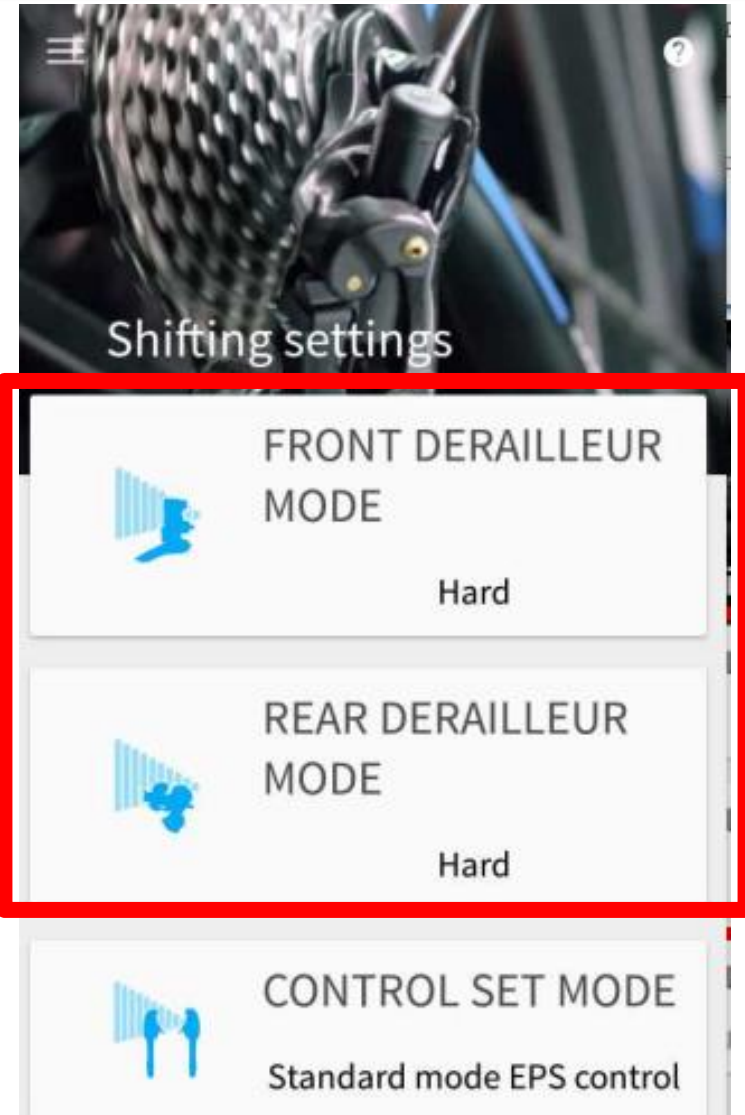 ?
Shifting settings
FRONT DERAILLEUR
MODE
Hard
REAR DERAILLEUR
MODE
Hard
CONTROL SET MODE
Standard mode EPS control